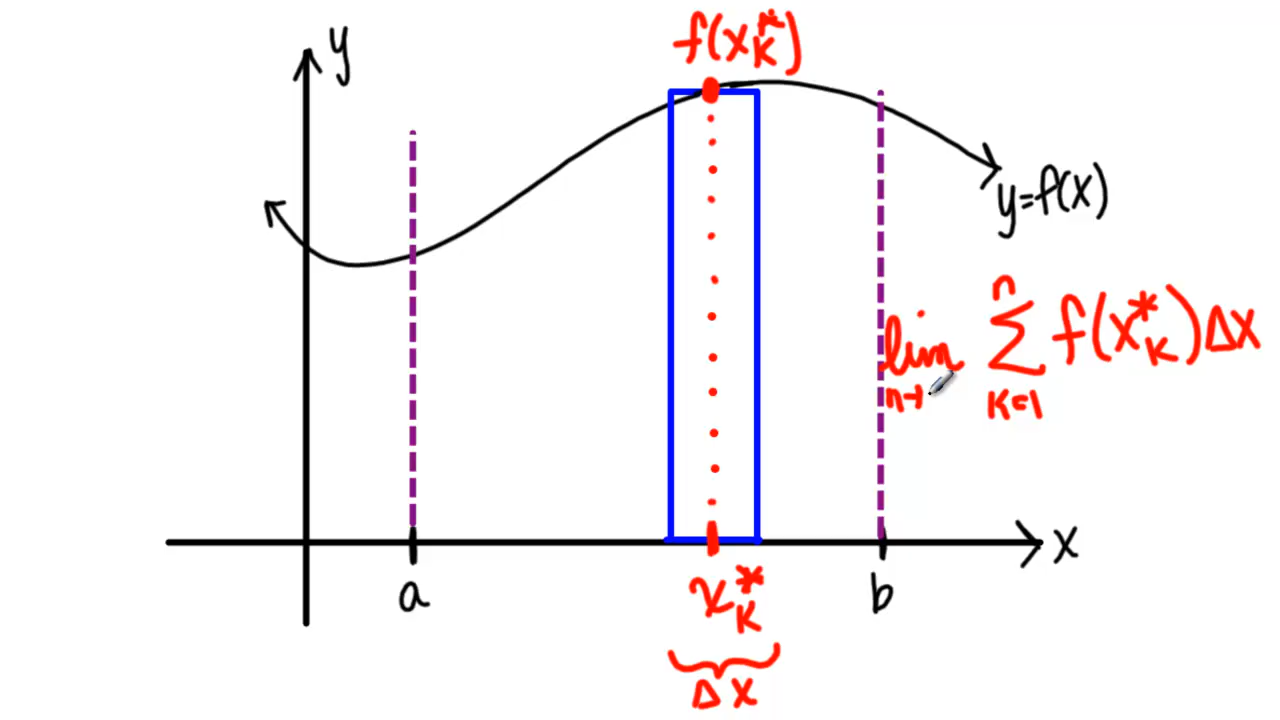 y
f(x*K)
y=f(x)
n
lim Σ f(x*K)Δx
n→ K=1
x
a
x*K
b
Δx